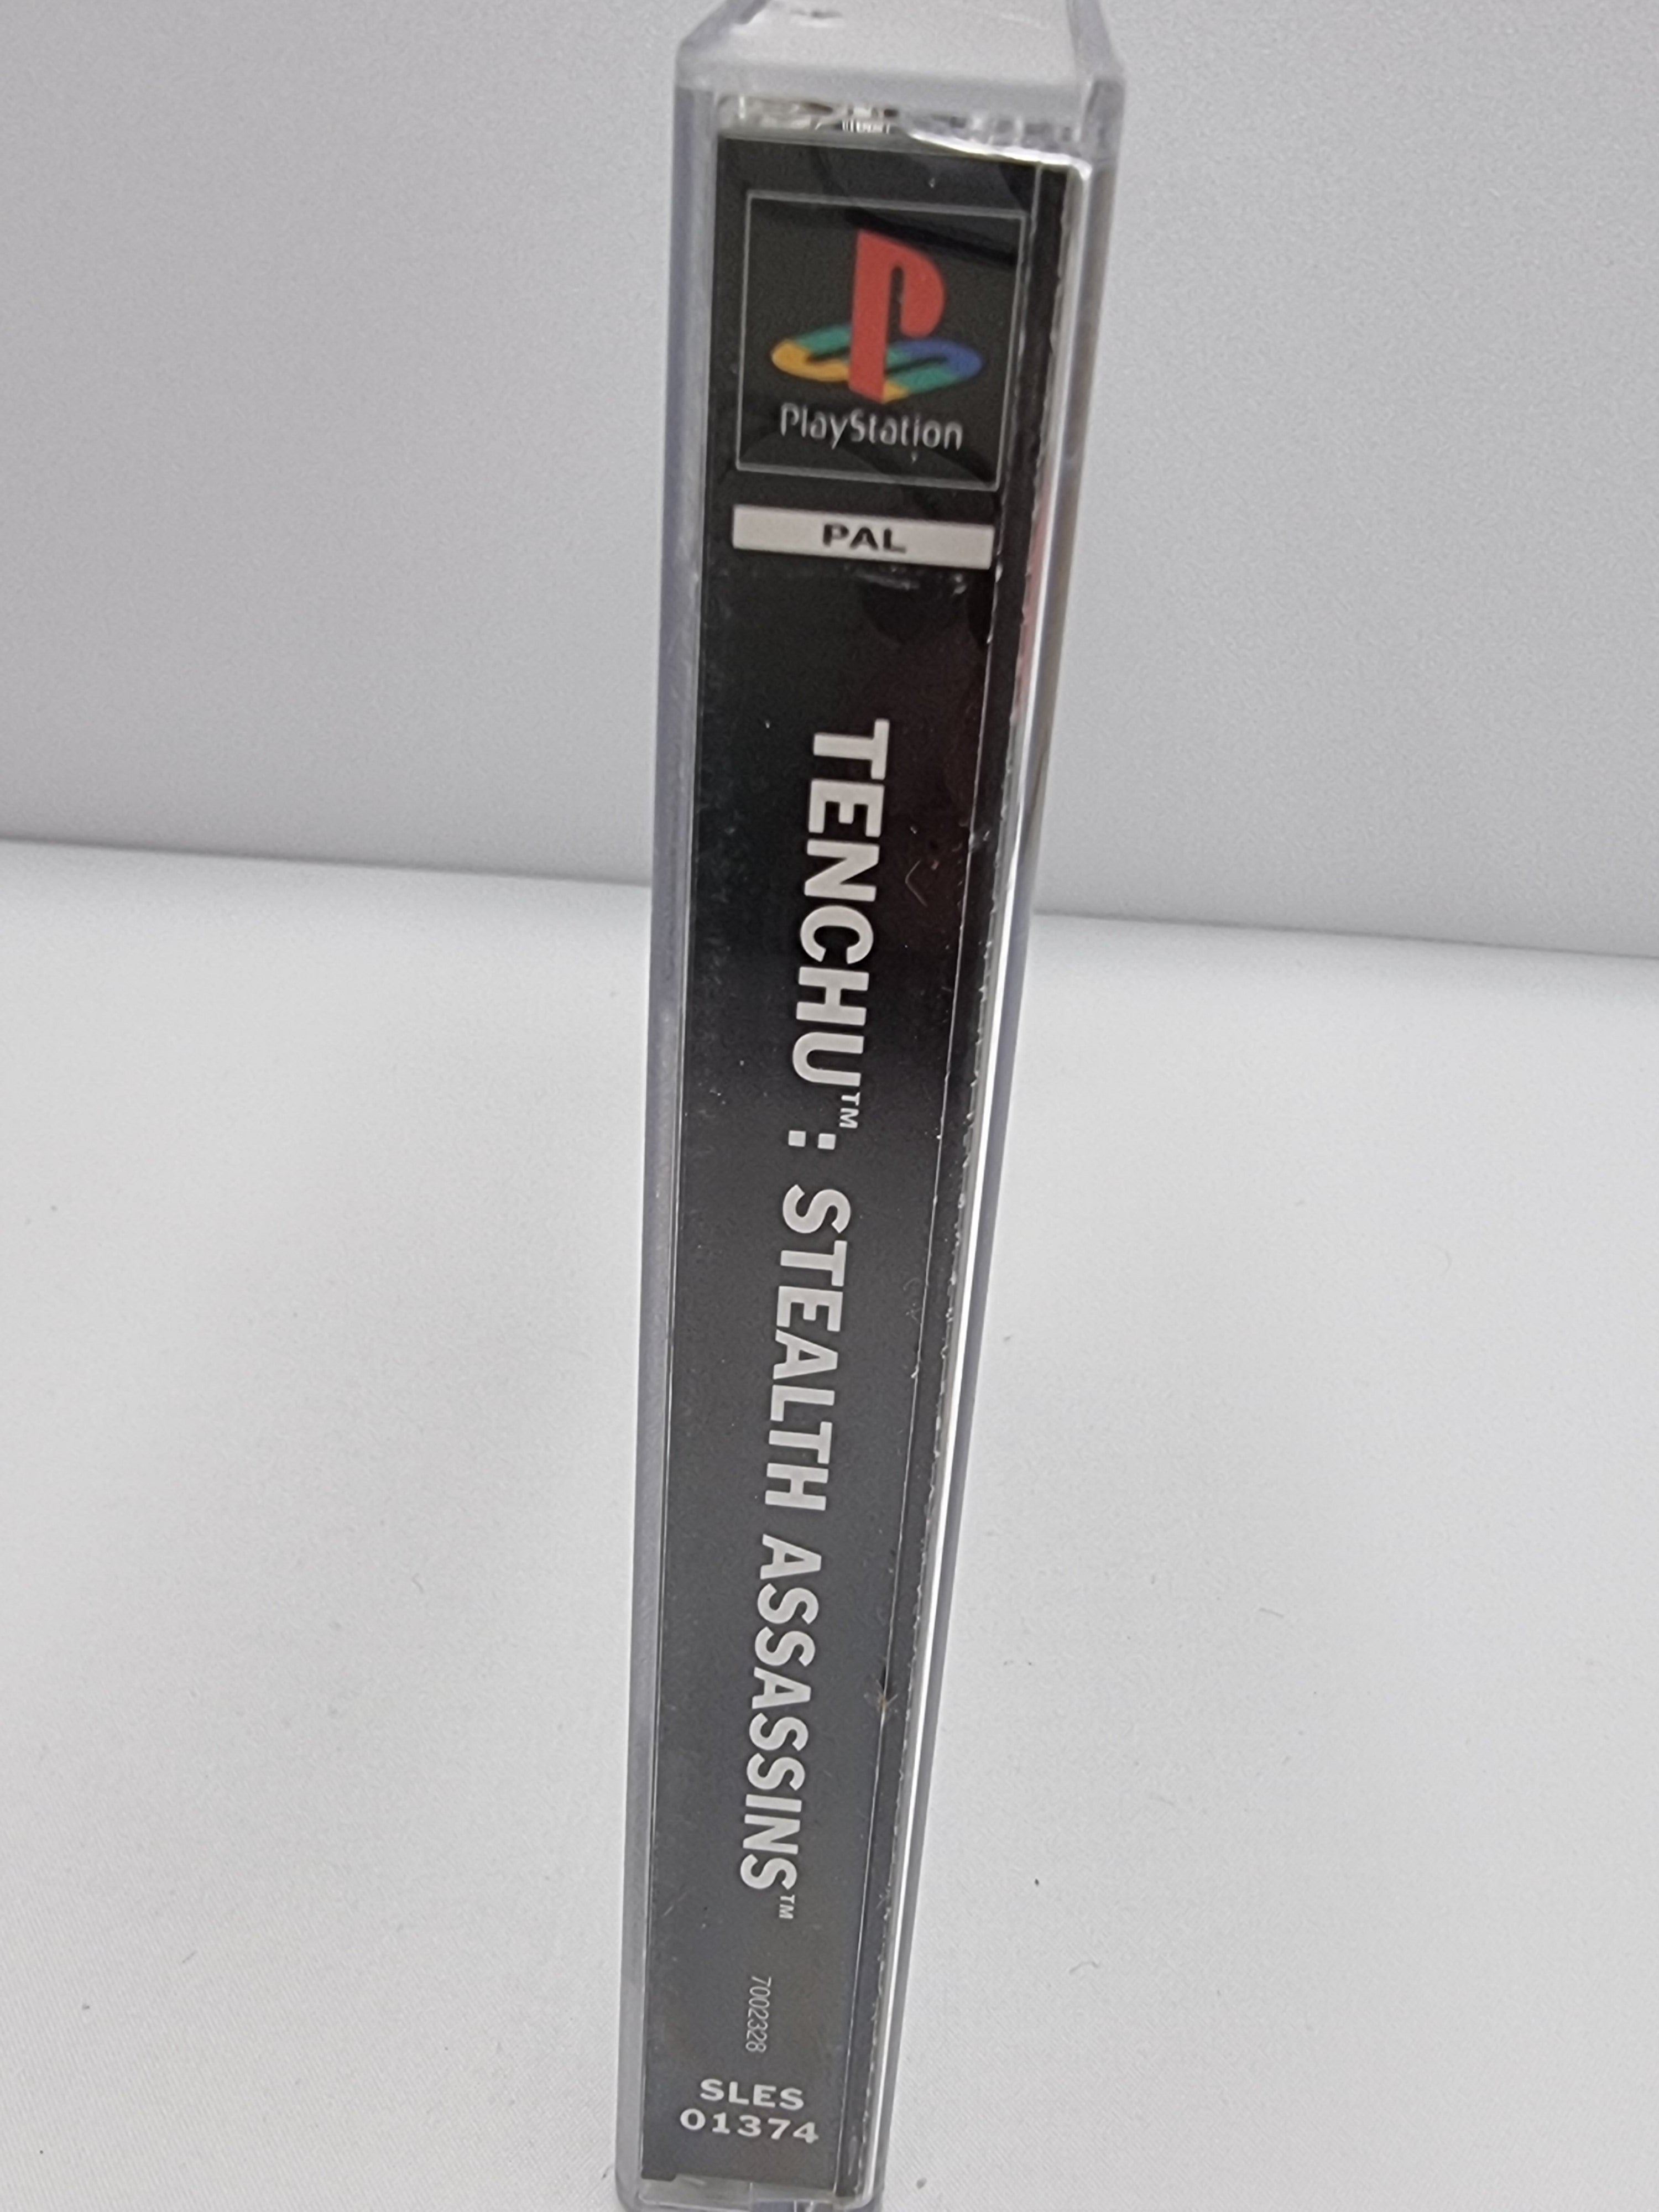 PlayStation
PAL
TENCHU™: STEALTH ASSASSINS™
7002328
SLES
01374